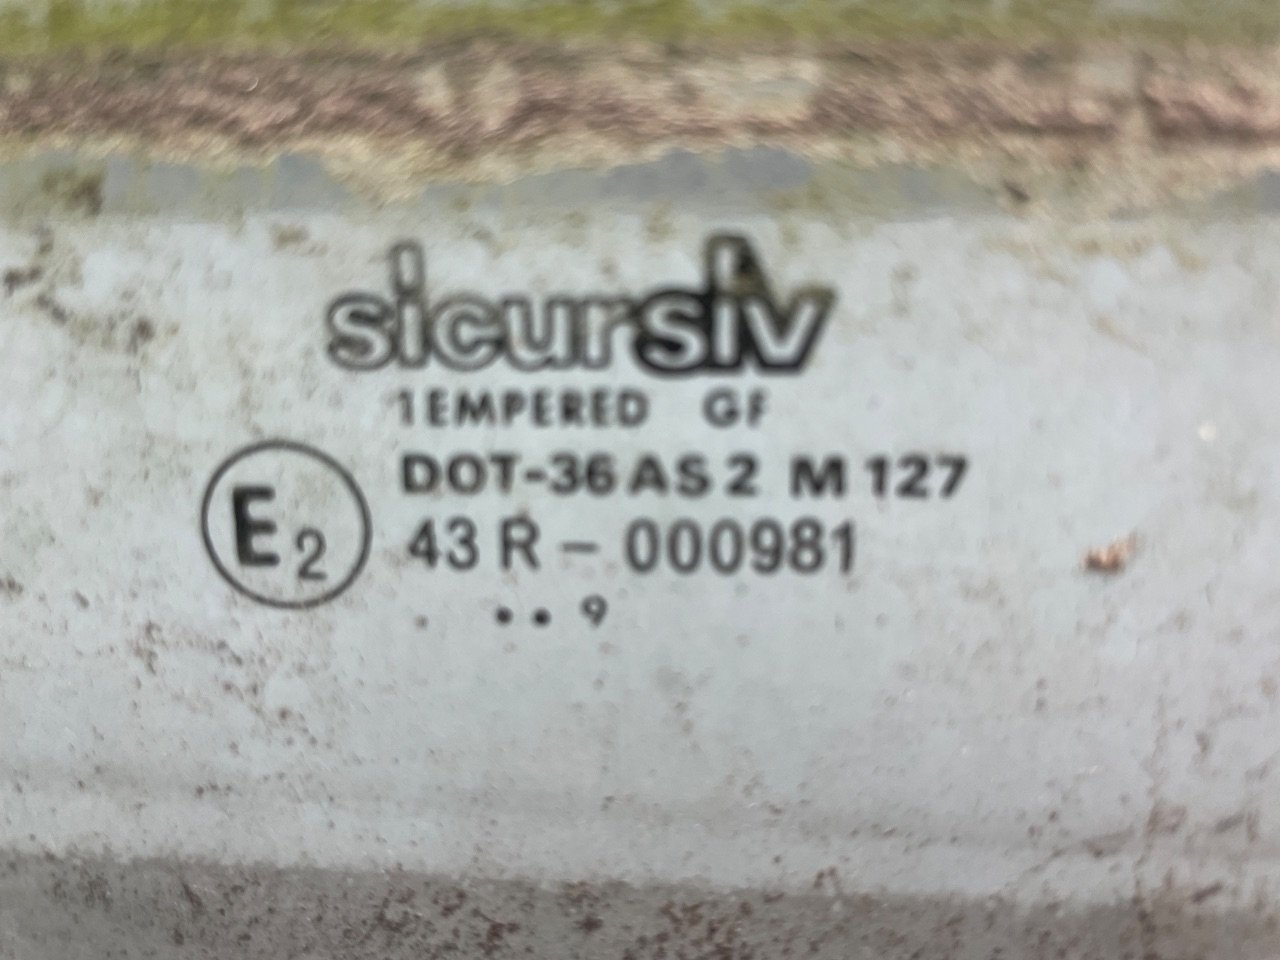 sicursiv
TEMPERED GF
DOT-36 AS 2 M 127
E2
43 R - 000981
. •• 9